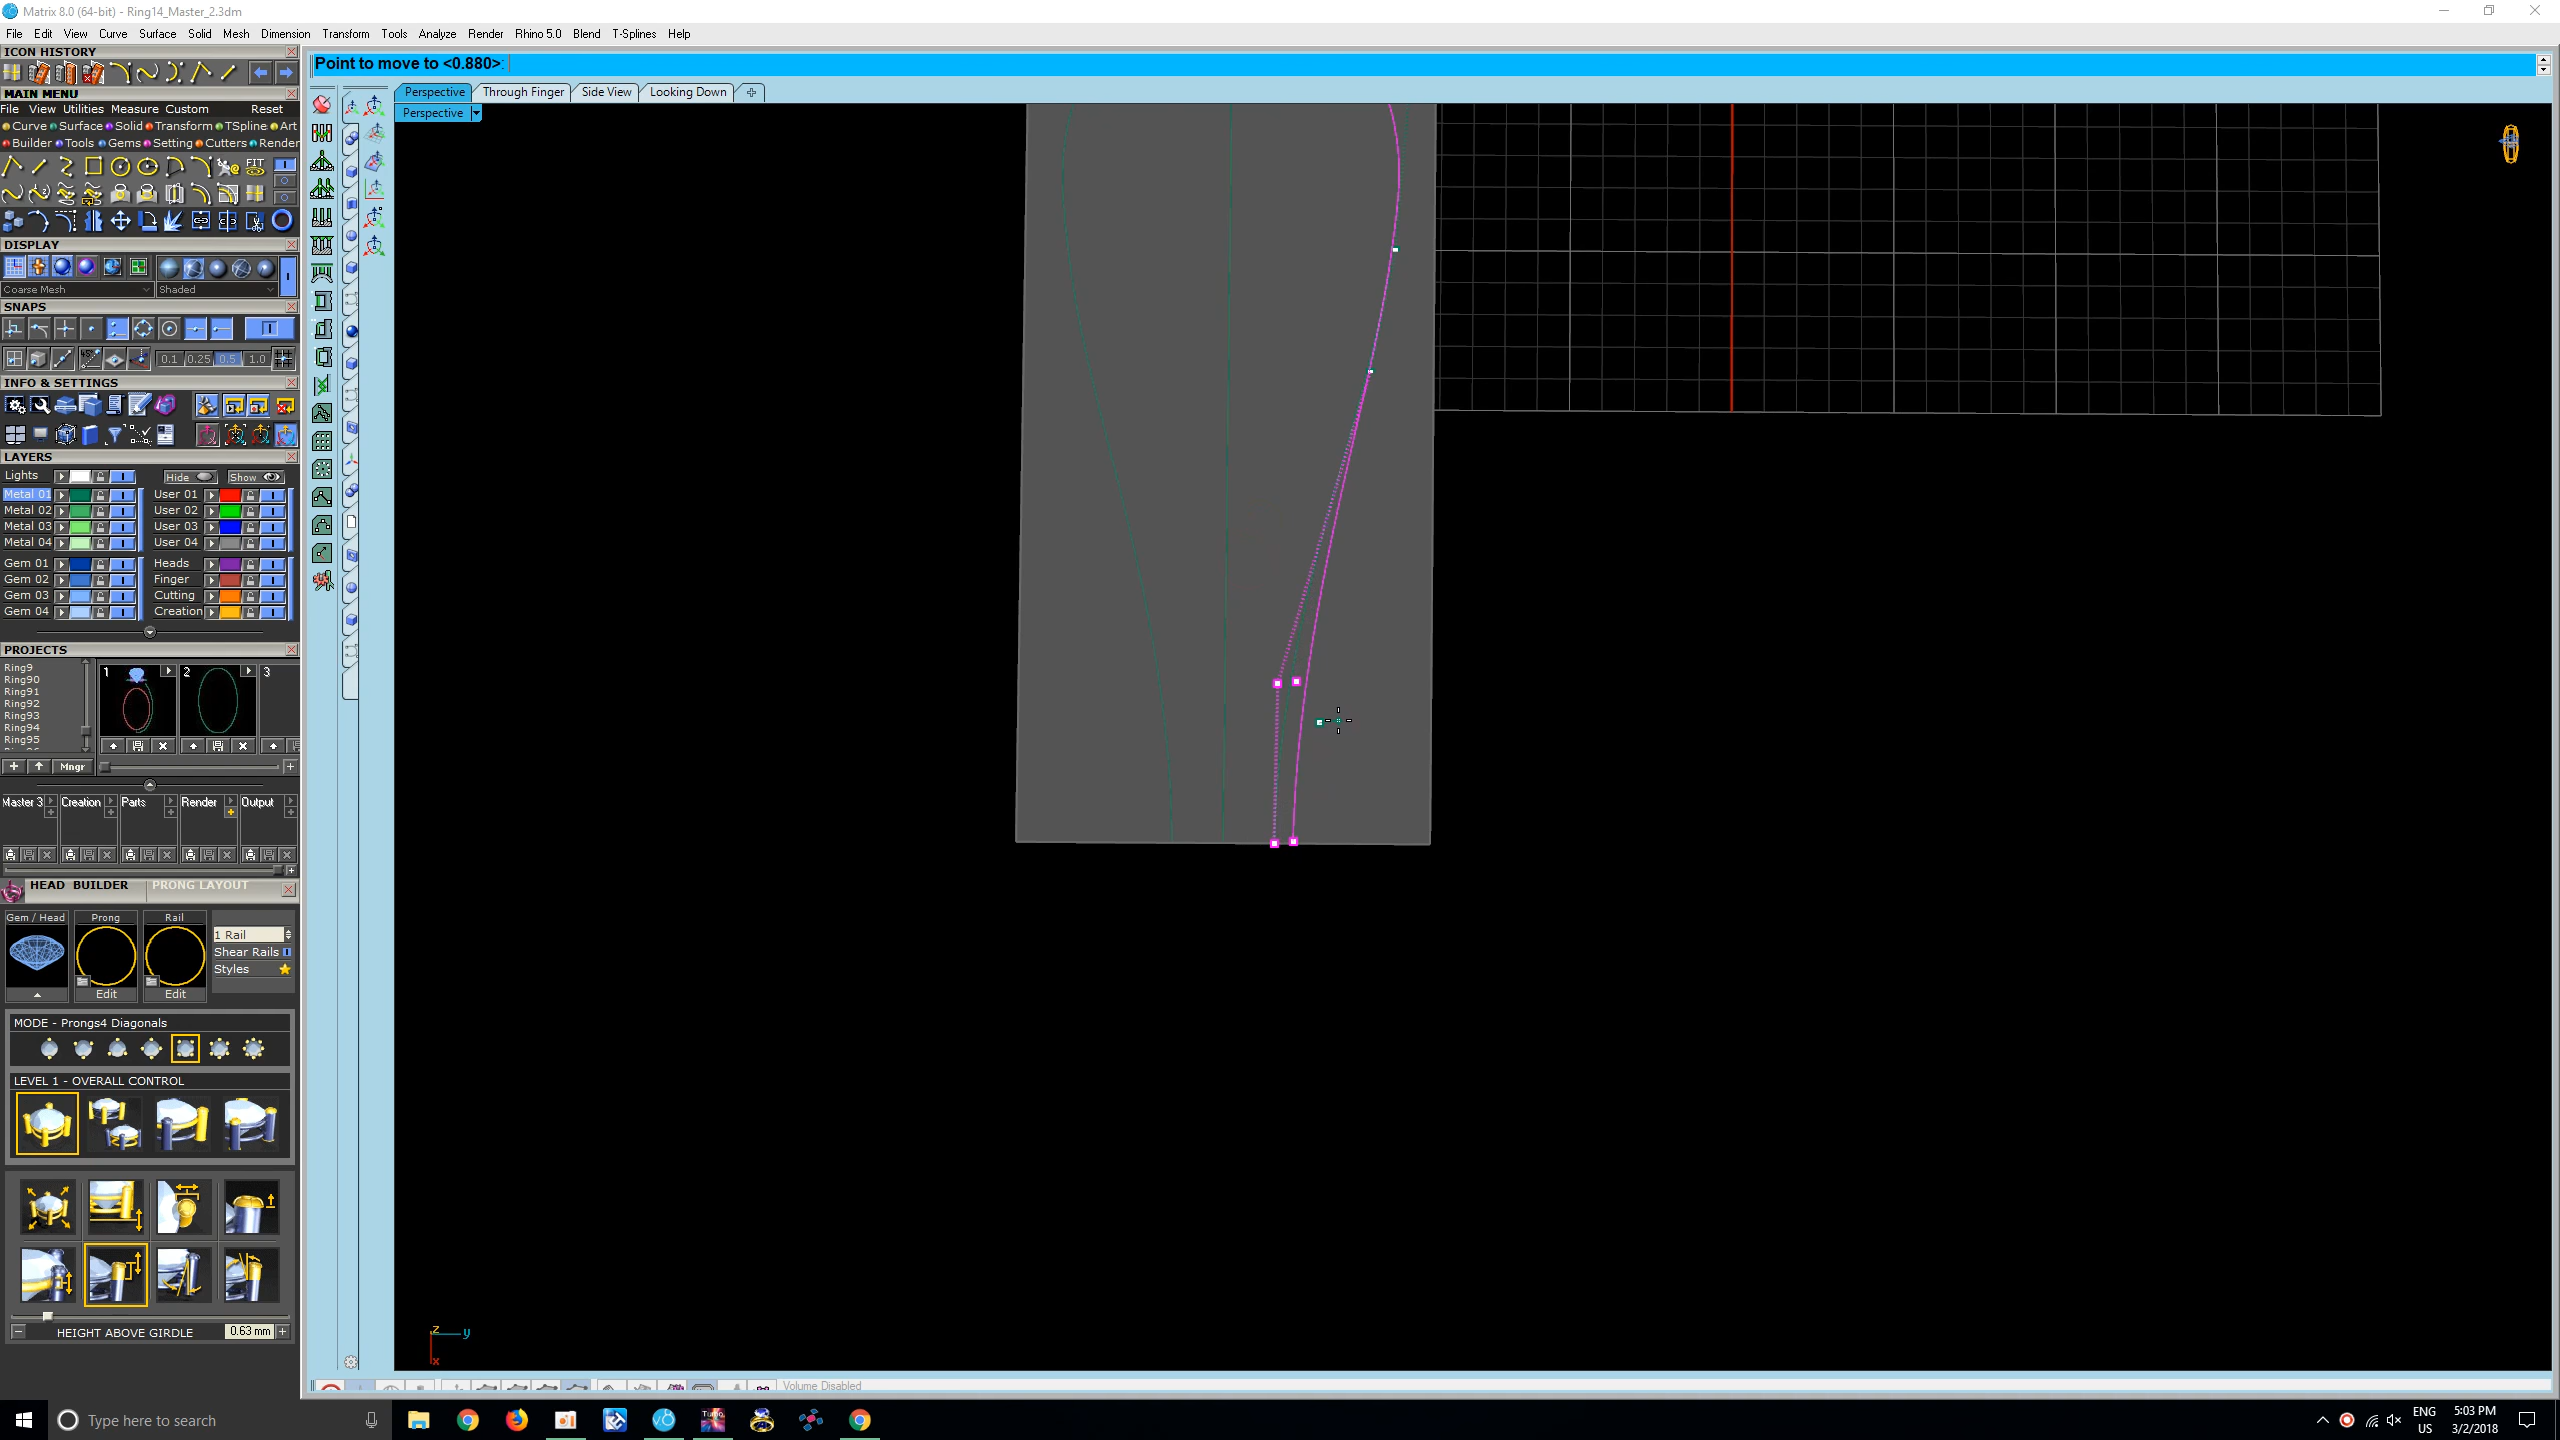 Matrix 8.0 (64-bit) - Ring14_Master_2.3dm
File Edit View Curve Surface Solid Mesh Dimension Transform Tools Analyze Render Rhino 5.0 Blend T-Splines Help
ICON HISTORY
Point to move to <0.880>:
MAIN MENU
File View Utilities Measure Custom Reset
Curve Surface Solid Transform TSpline Art
Builder Tools Gems Setting Cutters Render
Perspective Through Finger Side View Looking Down
Perspective
FIT
DISPLAY
Coarse Mesh Shaded
SNAPS
0.1 0.25 0.5 1.0
INFO & SETTINGS
LAYERS
Lights Hide Show
Metal 01 User 01
Metal 02 User 02
Metal 03 User 03
Metal 04 User 04
Gem 01 Heads
Gem 02 Finger
Gem 03 Cutting
Gem 04 Creation
PROJECTS
Ring9
Ring90
Ring91
Ring92
Ring93
Ring94
Ring95
1 2 3
Mngr
Master 3 Creation Parts Render Output
HEAD BUILDER PRONG LAYOUT
Gem / Head Prong Rail
1 Rail
Shear Rails
Styles
Edit Edit
MODE - Prongs4 Diagonals
LEVEL 1 - OVERALL CONTROL
HEIGHT ABOVE GIRDLE 0.63 mm
z y
x
Volume Disabled
Type here to search
ENG
US
5:03 PM
3/2/2018